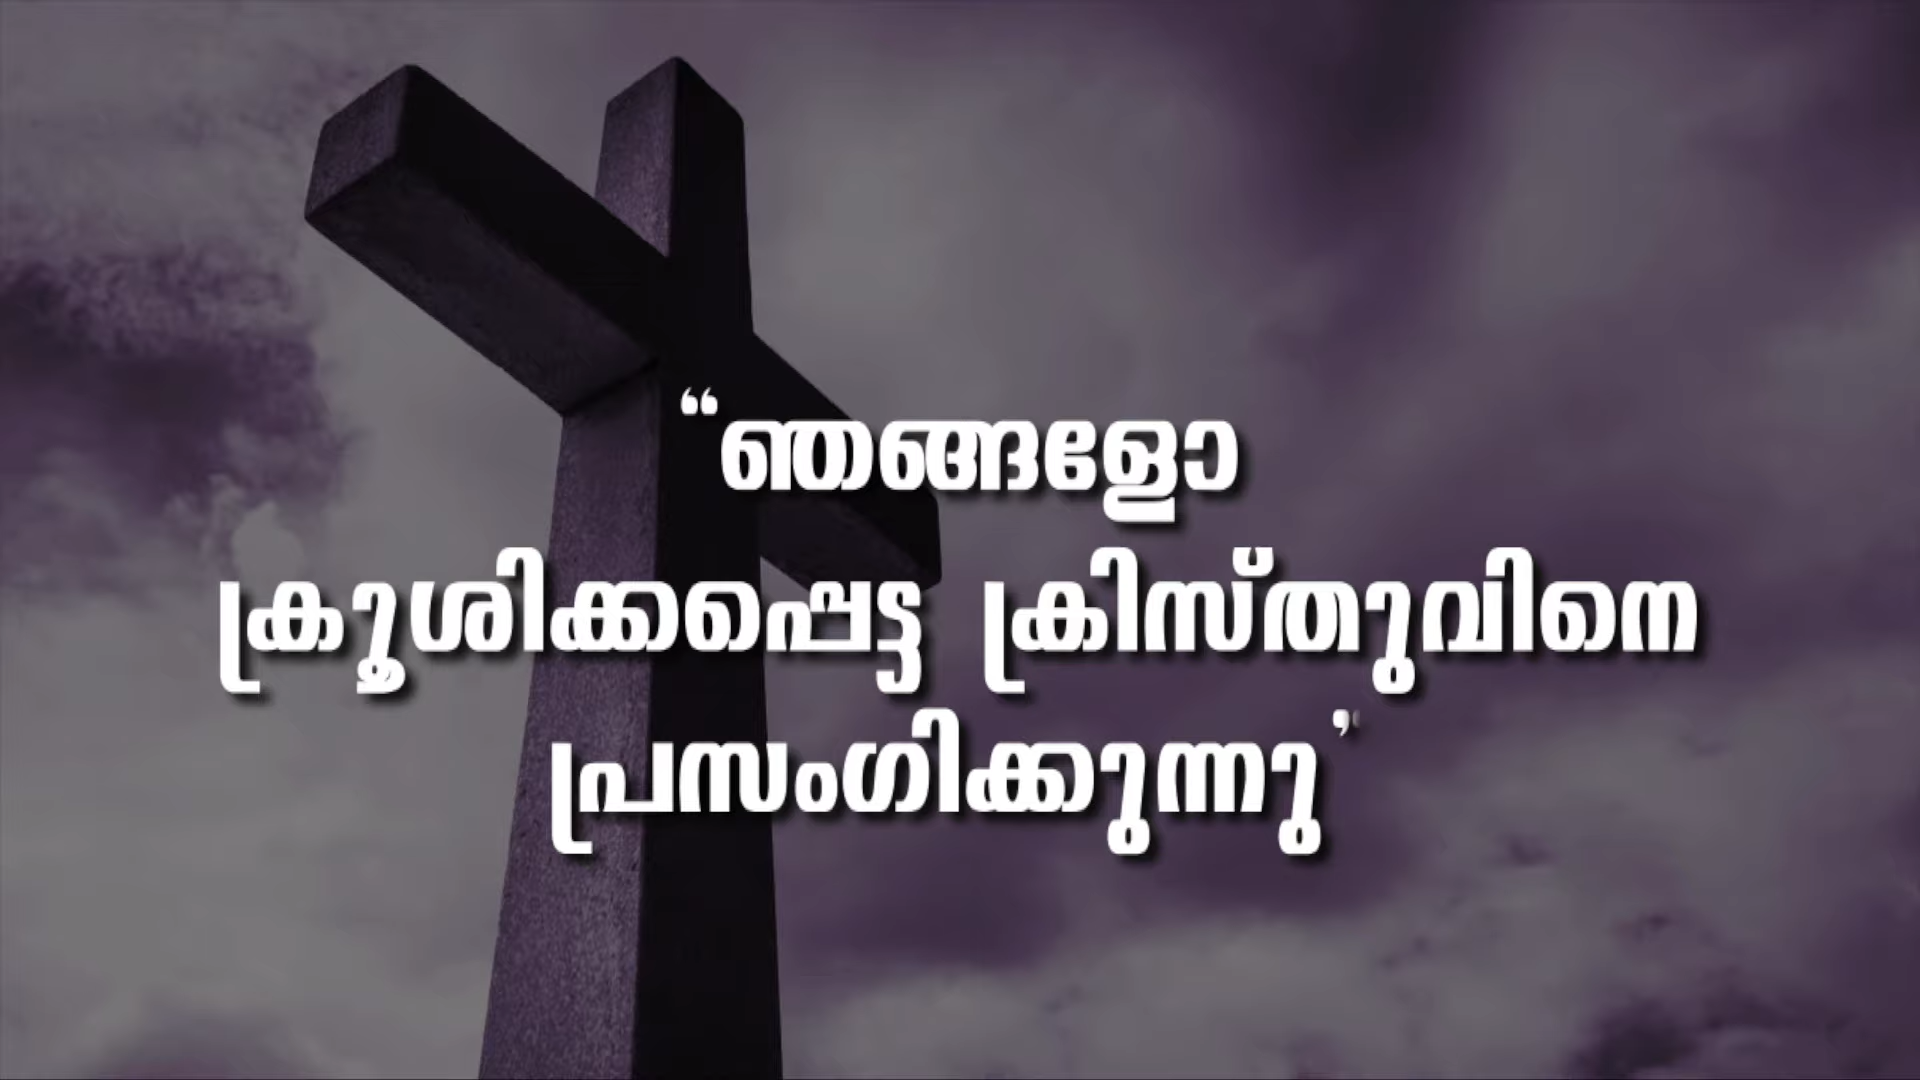 “ഞങ്ങളോ
ക്രൂശിക്കപ്പെട്ട ക്രിസ്തുവിനെ
പ്രസംഗിക്കുന്നു”